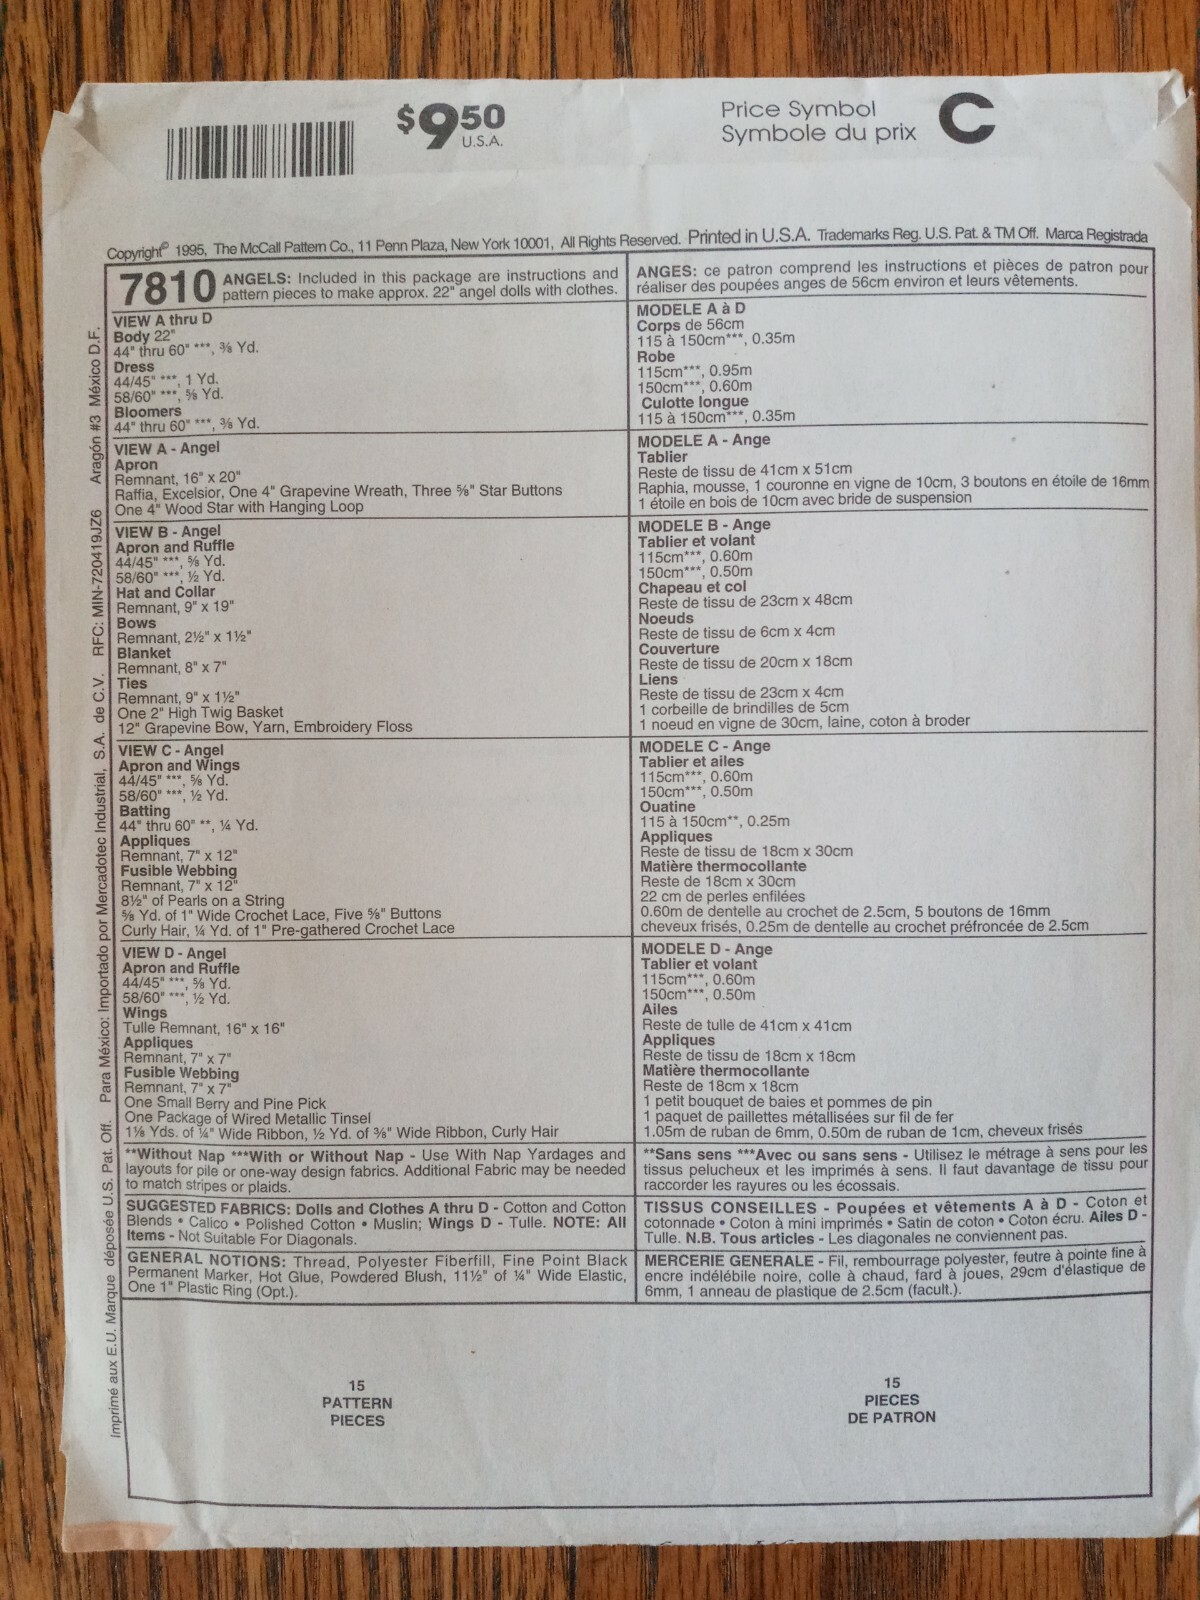 $9.50
U.S.A.
Price Symbol
Symbole du prix
C
Copyright© 1995, The McCall Pattern Co., 11 Penn Plaza, New York 10001, All Rights Reserved. Printed in U.S.A. Trademarks Reg. U.S. Pat. & TM Off. Marca Registrada
7810 ANGELS: Included in this package are instructions and
pattern pieces to make approx. 22" angel dolls with clothes.
VIEW A thru D
Body 22"
44" thru 60" ***, ⅜ Yd.
Dress
44/45" ***, 1 Yd.
58/60" ***, ⅝ Yd.
Bloomers
44" thru 60" ***, ⅜ Yd.
VIEW A - Angel
Apron
Remnant, 16" x 20"
Raffia, Excelsior, One 4" Grapevine Wreath, Three ⅝" Star Buttons
One 4" Wood Star with Hanging Loop
VIEW B - Angel
Apron and Ruffle
44/45" ***, ⅝ Yd.
58/60" ***, ½ Yd.
Hat and Collar
Remnant, 9" x 19"
Bows
Remnant, 2½" x 1½"
Blanket
Remnant, 8" x 7"
Ties
Remnant, 9" x 1½"
One 2" High Twig Basket
12" Grapevine Bow, Yarn, Embroidery Floss
VIEW C - Angel
Apron and Wings
44/45" ***, ⅝ Yd.
58/60" ***, ½ Yd.
Batting
44" thru 60" **, ¼ Yd.
Appliques
Remnant, 7" x 12"
Fusible Webbing
Remnant, 7" x 12"
8½" of Pearls on a String
⅝ Yd. of 1" Wide Crochet Lace, Five ⅝" Buttons
Curly Hair, ¼ Yd. of 1" Pre-gathered Crochet Lace
VIEW D - Angel
Apron and Ruffle
44/45" ***, ⅝ Yd.
58/60" ***, ½ Yd.
Wings
Tulle Remnant, 16" x 16"
Appliques
Remnant, 7" x 7"
Fusible Webbing
Remnant, 7" x 7"
One Small Berry and Pine Pick
One Package of Wired Metallic Tinsel
1⅛ Yds. of ¼" Wide Ribbon, ½ Yd. of ⅜" Wide Ribbon, Curly Hair
**Without Nap ***With or Without Nap - Use With Nap Yardages and
layouts for pile or one-way design fabrics. Additional Fabric may be needed
to match stripes or plaids.
SUGGESTED FABRICS: Dolls and Clothes A thru D - Cotton and Cotton
Blends • Calico • Polished Cotton • Muslin; Wings D - Tulle. NOTE: All
Items - Not Suitable For Diagonals.
GENERAL NOTIONS: Thread, Polyester Fiberfill, Fine Point Black
Permanent Marker, Hot Glue, Powdered Blush, 11½" of ¼" Wide Elastic,
One 1" Plastic Ring (Opt.).
15
PATTERN
PIECES
ANGES: ce patron comprend les instructions et pièces de patron pour
réaliser des poupées anges de 56cm environ et leurs vêtements.
MODELE A à D
Corps de 56cm
115 à 150cm***, 0.35m
Robe
115cm***, 0.95m
150cm***, 0.60m
Culotte longue
115 à 150cm***, 0.35m
MODELE A - Ange
Tablier
Reste de tissu de 41cm x 51cm
Raphia, mousse, 1 couronne en vigne de 10cm, 3 boutons en étoile de 16mm
1 étoile en bois de 10cm avec bride de suspension
MODELE B - Ange
Tablier et volant
115cm***, 0.60m
150cm***, 0.50m
Chapeau et col
Reste de tissu de 23cm x 48cm
Noeuds
Reste de tissu de 6cm x 4cm
Couverture
Reste de tissu de 20cm x 18cm
Liens
Reste de tissu de 23cm x 4cm
1 corbeille de brindilles de 5cm
1 noeud en vigne de 30cm, laine, coton à broder
MODELE C - Ange
Tablier et ailes
115cm***, 0.60m
150cm***, 0.50m
Ouatine
115 à 150cm**, 0.25m
Appliques
Reste de tissu de 18cm x 30cm
Matière thermocollante
Reste de 18cm x 30cm
22 cm de perles enfilées
0.60m de dentelle au crochet de 2.5cm, 5 boutons de 16mm
cheveux frisés, 0.25m de dentelle au crochet préfroncée de 2.5cm
MODELE D - Ange
Tablier et volant
115cm***, 0.60m
150cm***, 0.50m
Ailes
Reste de tulle de 41cm x 41cm
Appliques
Reste de tissu de 18cm x 18cm
Matière thermocollante
Reste de 18cm x 18cm
1 petit bouquet de baies et pommes de pin
1 paquet de paillettes métallisées sur fil de fer
1.05m de ruban de 6mm, 0.50m de ruban de 1cm, cheveux frisés
**Sans sens ***Avec ou sans sens - Utilisez le métrage à sens pour les
tissus pelucheux et les imprimés à sens. Il faut davantage de tissu pour
raccorder les rayures ou les écossais.
TISSUS CONSEILLES - Poupées et vêtements A à D - Coton et
cotonnade • Coton à mini imprimés • Satin de coton • Coton écru. Ailes D -
Tulle. N.B. Tous articles - Les diagonales ne conviennent pas.
MERCERIE GENERALE - Fil, rembourrage polyester, feutre à pointe fine à
encre indélébile noire, colle à chaud, fard à joues, 29cm d'élastique de
6mm, 1 anneau de plastique de 2.5cm (facult.).
15
PIECES
DE PATRON
Imprimé aux E.U. Marque déposée U.S. Pat. Off. Para México: Importado por Mercadotec Industrial, S.A. de C.V. RFC: MIN-720419JZ6 Aragón #3 México D.F.